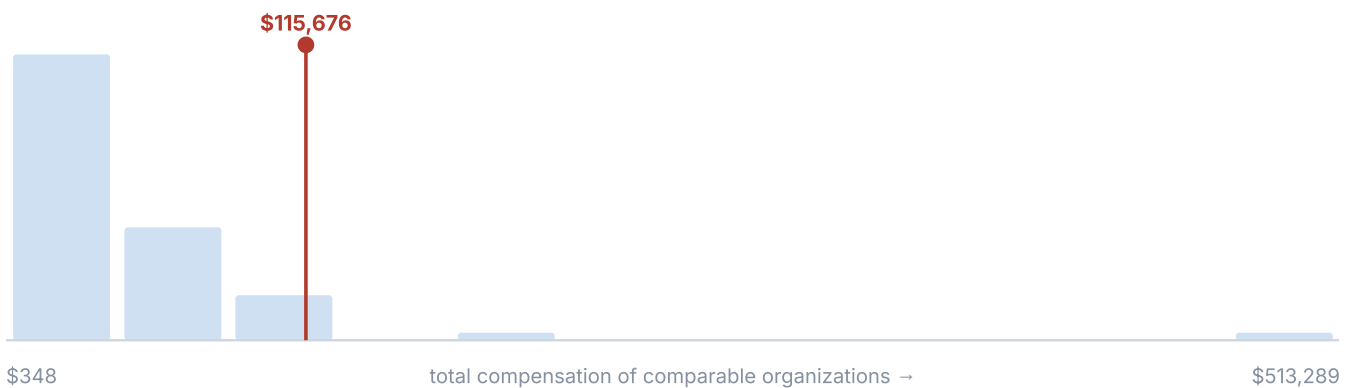 $115,676
$348
total compensation of comparable organizations →
$513,289